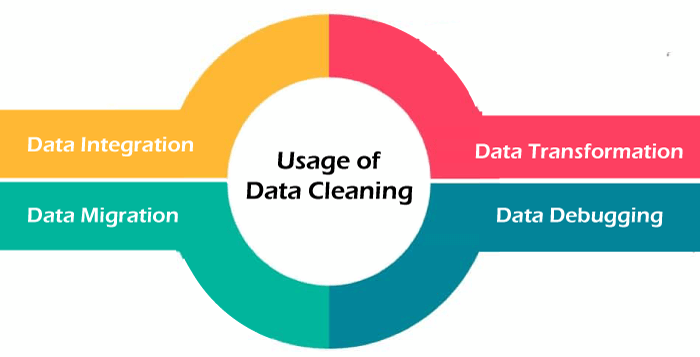 Usage of
Data Cleaning
Data Integration
Data Transformation
Data Migration
Data Debugging